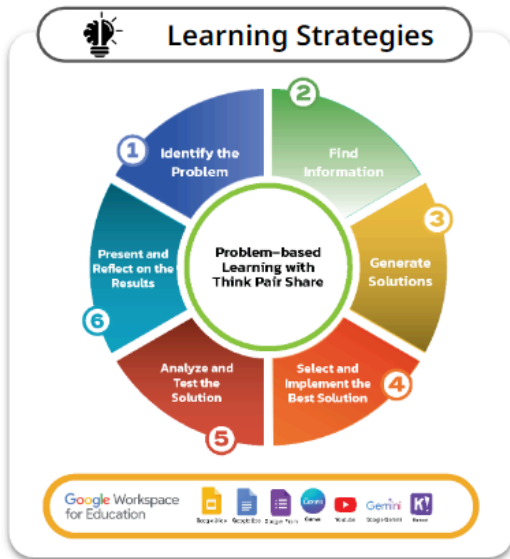 Learning Strategies
1
Identify the
Problem
2
Find
Information
3
Generate
Solutions
4
Select and
Implement the
Best Solution
5
Analyze and
Test the
Solution
6
Present and
Reflect on the
Results
Problem-based
Learning with
Think Pair Share
Google Workspace
for Education
Canva
Gemini
K!
Youtube